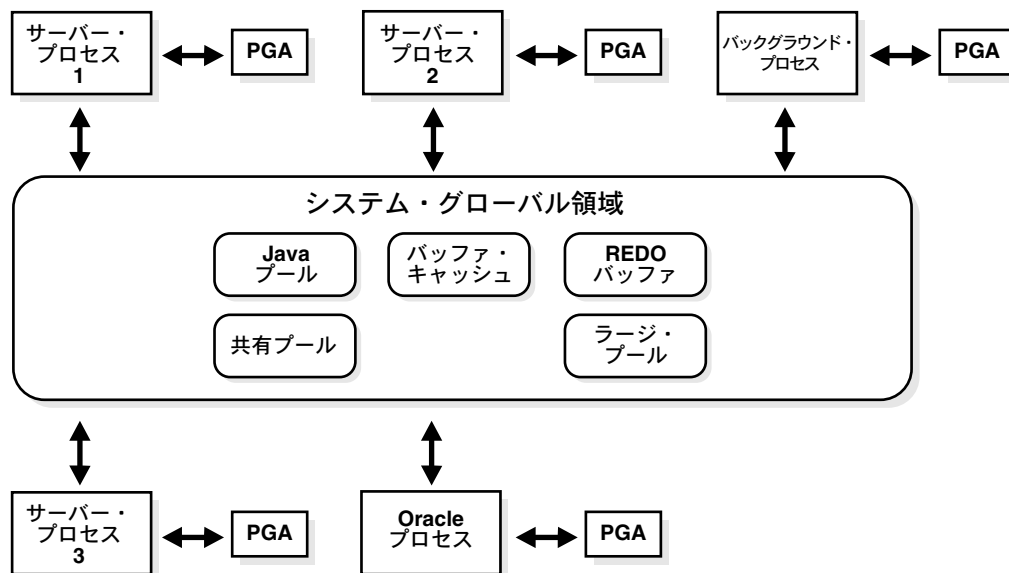 サーバー・
プロセス
1
PGA
サーバー・
プロセス
2
PGA
バックグラウンド・
プロセス
PGA
システム・グローバル領域
Java
プール
バッファ・
キャッシュ
REDO
バッファ
共有プール
ラージ・
プール
サーバー・
プロセス
3
PGA
Oracle
プロセス
PGA